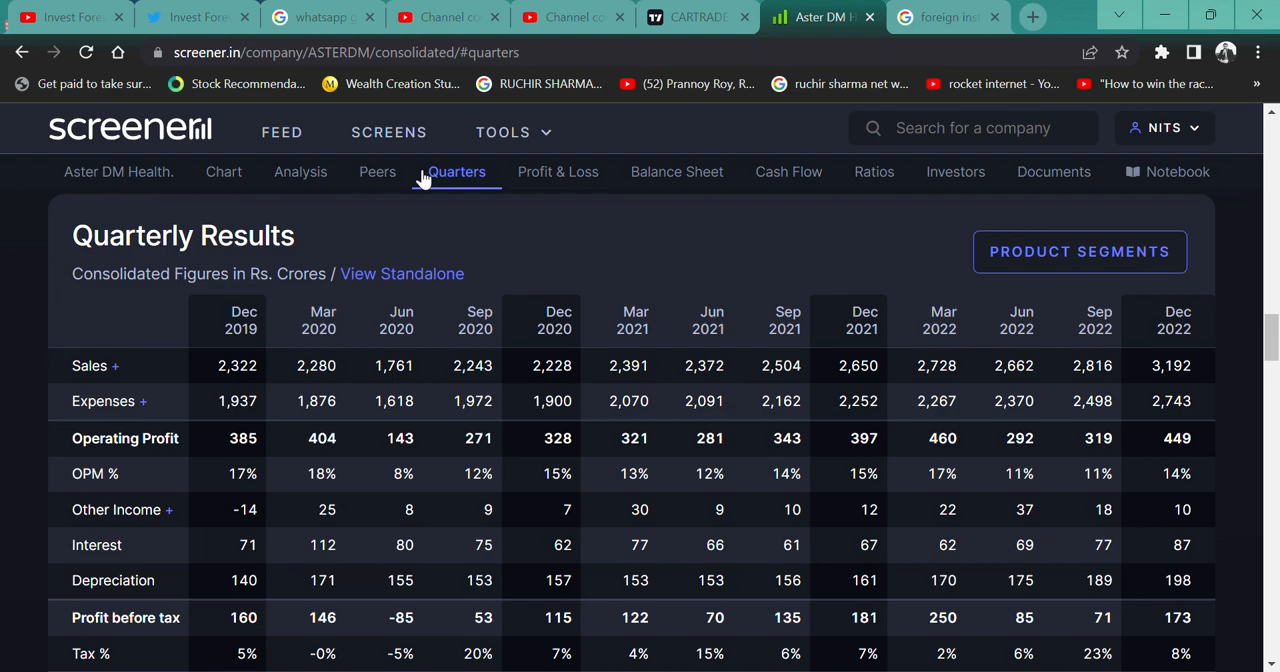 Invest Fore
Invest Fore
whatsapp g
Channel co
Channel co
CARTRADE
Aster DM H
foreign inst
screener.in/company/ASTERDM/consolidated/#quarters
Get paid to take sur...
Stock Recommenda...
Wealth Creation Stu...
RUCHIR SHARMA...
(52) Prannoy Roy, R...
ruchir sharma net w...
rocket internet - Yo...
"How to win the rac...
»
screener
FEED
SCREENS
TOOLS
Search for a company
NITS
Aster DM Health.
Chart
Analysis
Peers
Quarters
Profit & Loss
Balance Sheet
Cash Flow
Ratios
Investors
Documents
Notebook
Quarterly Results
PRODUCT SEGMENTS
Consolidated Figures in Rs. Crores / View Standalone
Dec Mar Jun Sep Dec Mar Jun Sep Dec Mar Jun Sep Dec
2019 2020 2020 2020 2020 2021 2021 2021 2021 2022 2022 2022 2022
Sales + 2,322 2,280 1,761 2,243 2,228 2,391 2,372 2,504 2,650 2,728 2,662 2,816 3,192
Expenses + 1,937 1,876 1,618 1,972 1,900 2,070 2,091 2,162 2,252 2,267 2,370 2,498 2,743
Operating Profit 385 404 143 271 328 321 281 343 397 460 292 319 449
OPM % 17% 18% 8% 12% 15% 13% 12% 14% 15% 17% 11% 11% 14%
Other Income + -14 25 8 9 7 30 9 10 12 22 37 18 10
Interest 71 112 80 75 62 77 66 61 67 62 69 77 87
Depreciation 140 171 155 153 157 153 153 156 161 170 175 189 198
Profit before tax 160 146 -85 53 115 122 70 135 181 250 85 71 173
Tax % 5% -0% -5% 20% 7% 4% 15% 6% 7% 2% 6% 23% 8%